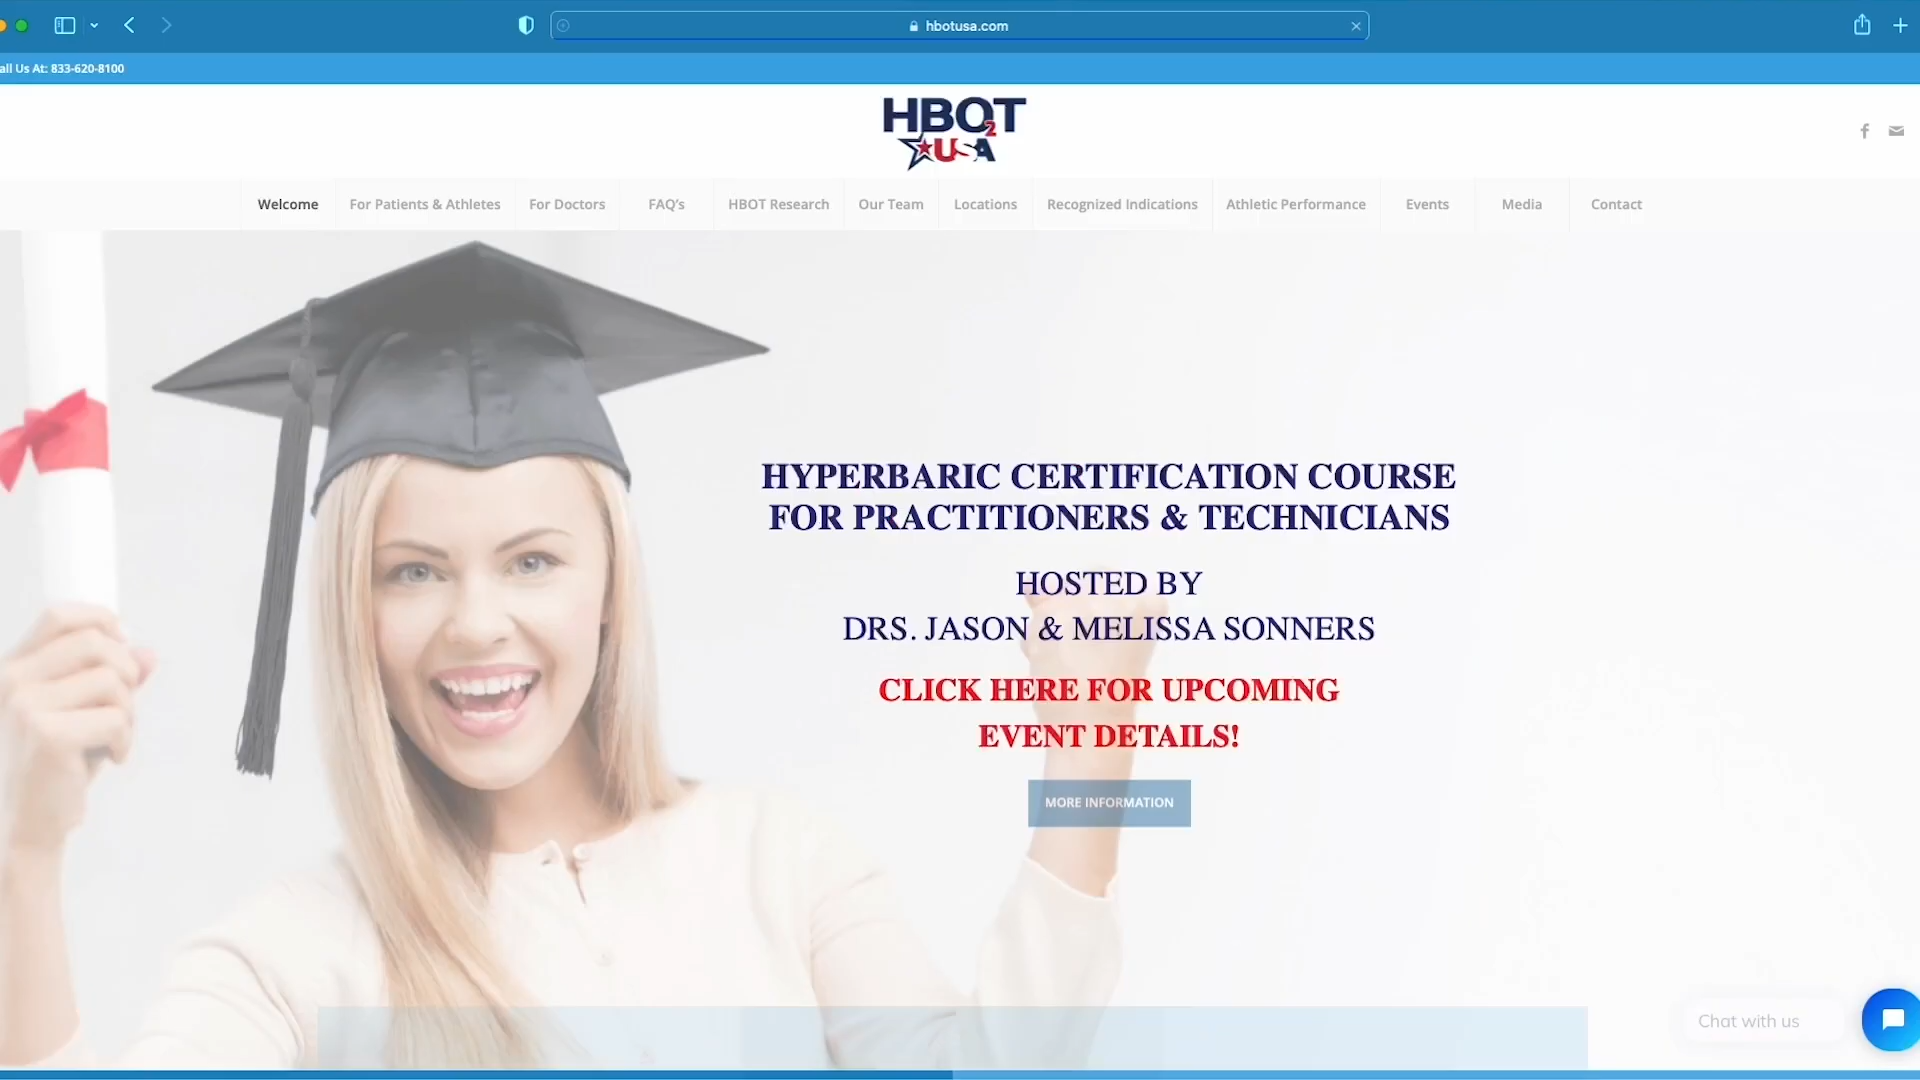 hbotusa.com
all Us At: 833-620-8100
HBO2T
USA
Welcome
For Patients & Athletes
For Doctors
FAQ's
HBOT Research
Our Team
Locations
Recognized Indications
Athletic Performance
Events
Media
Contact
HYPERBARIC CERTIFICATION COURSE
FOR PRACTITIONERS & TECHNICIANS
HOSTED BY
DRS. JASON & MELISSA SONNERS
CLICK HERE FOR UPCOMING
EVENT DETAILS!
MORE INFORMATION
Chat with us